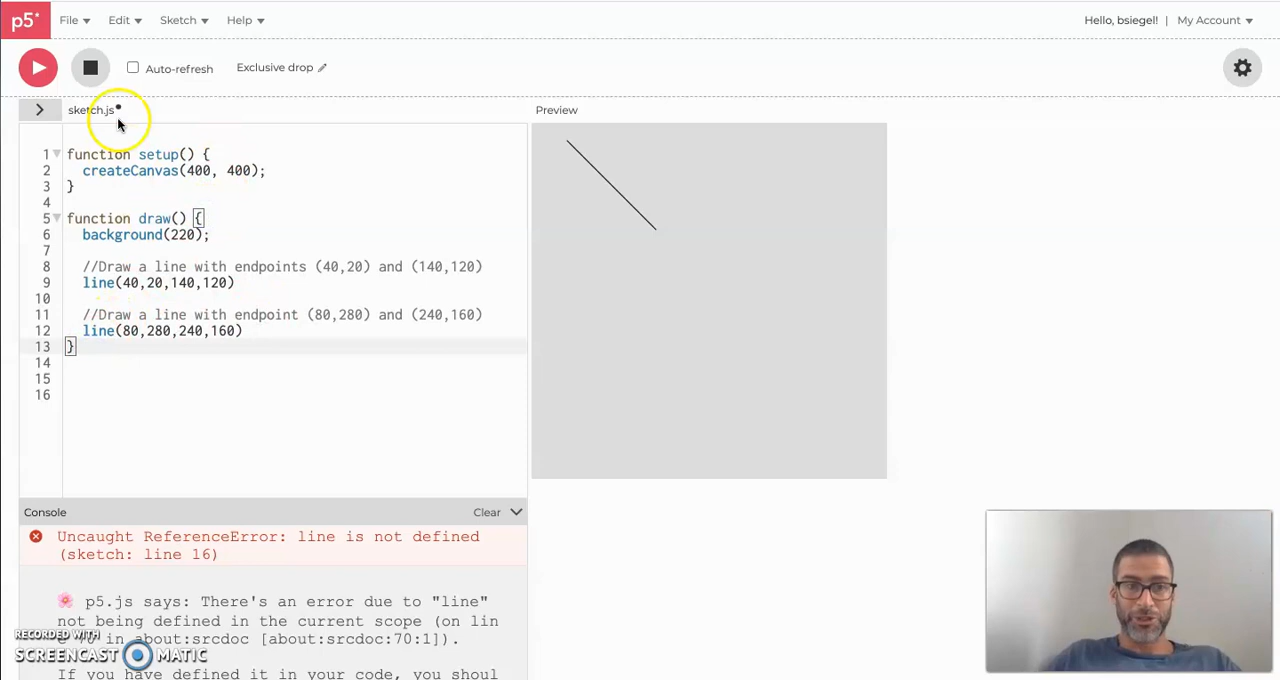 p5* File Edit Sketch Help Hello, bsiegel! | My Account
Auto-refresh Exclusive drop
sketch.js Preview
1 function setup() {
2 createCanvas(400, 400);
3 }
4
5 function draw() {
6 background(220);
7
8 //Draw a line with endpoints (40,20) and (140,120)
9 line(40,20,140,120)
10
11 //Draw a line with endpoint (80,280) and (240,160)
12 line(80,280,240,160)
13 }
14
15
16
Console Clear
Uncaught ReferenceError: line is not defined
(sketch: line 16)
🌸 p5.js says: There's an error due to "line"
not being defined in the current scope (on lin
e 70 in about:srcdoc [about:srcdoc:70:1]).
RECORDED WITH
SCREENCAST MATIC
If you have defined it in your code, you shoul